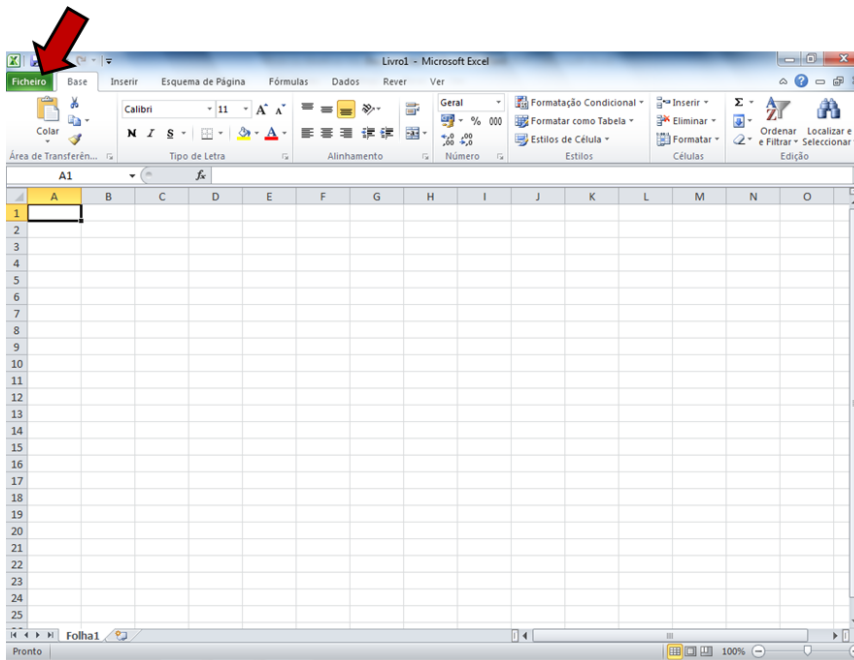 Livro1 - Microsoft Excel
Ficheiro Base Inserir Esquema de Página Fórmulas Dados Rever Ver
Calibri 11 A A Geral Formatação Condicional Inserir Σ
Colar N I S A % 000 Formatar como Tabela Eliminar Ordenar e Filtrar Localizar e Seleccionar
Estilos de Célula Formatar
Área de Transferên... Tipo de Letra Alinhamento Número Estilos Células Edição
A1 fx
A B C D E F G H I J K L M N O
1
2
3
4
5
6
7
8
9
10
11
12
13
14
15
16
17
18
19
20
21
22
23
24
25
Folha1
Pronto 100%